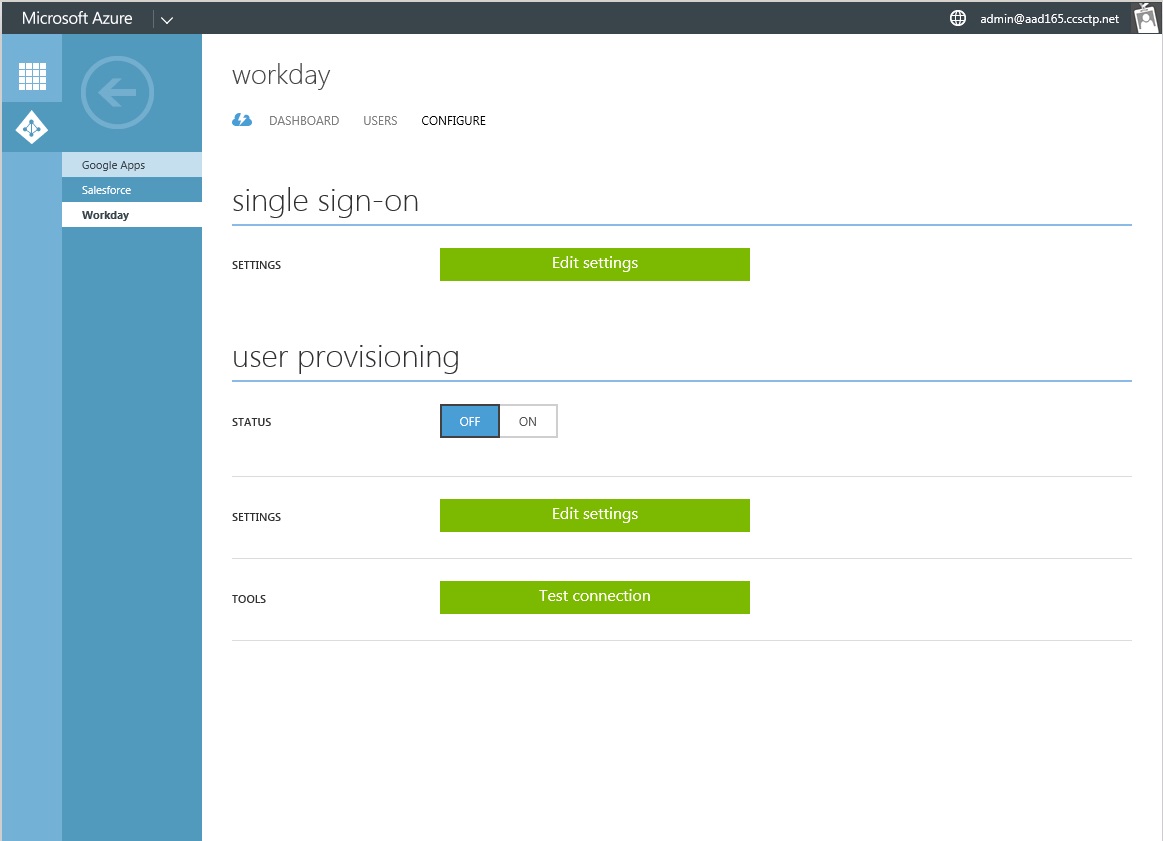 Microsoft Azure
admin@aad165.ccsctp.net
Google Apps
Salesforce
Workday
workday
DASHBOARD USERS CONFIGURE
single sign-on
SETTINGS Edit settings
user provisioning
STATUS OFF ON
SETTINGS Edit settings
TOOLS Test connection